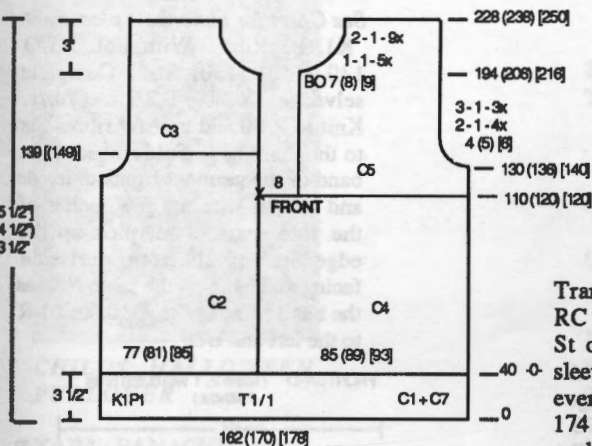 228 (238) [250]
2-1-9x
3"
1-1-5x
BO 7 (8) [9]
194 (206) [216]
3-1-3x
2-1-4x
4 (5) [6]
C3
139 [(149)]
C5
130 (136) [140]
8
110 (120) [120]
FRONT
5 1/2"]
4 1/2")
3 1/2"
C2
C4
77 (81) [85]
85 (89) [93]
40 -0-
3 1/2"
K1P1
T1/1
C1+C7
0
162 (170) [178]
Tran
RC
St c
sleev
even
174